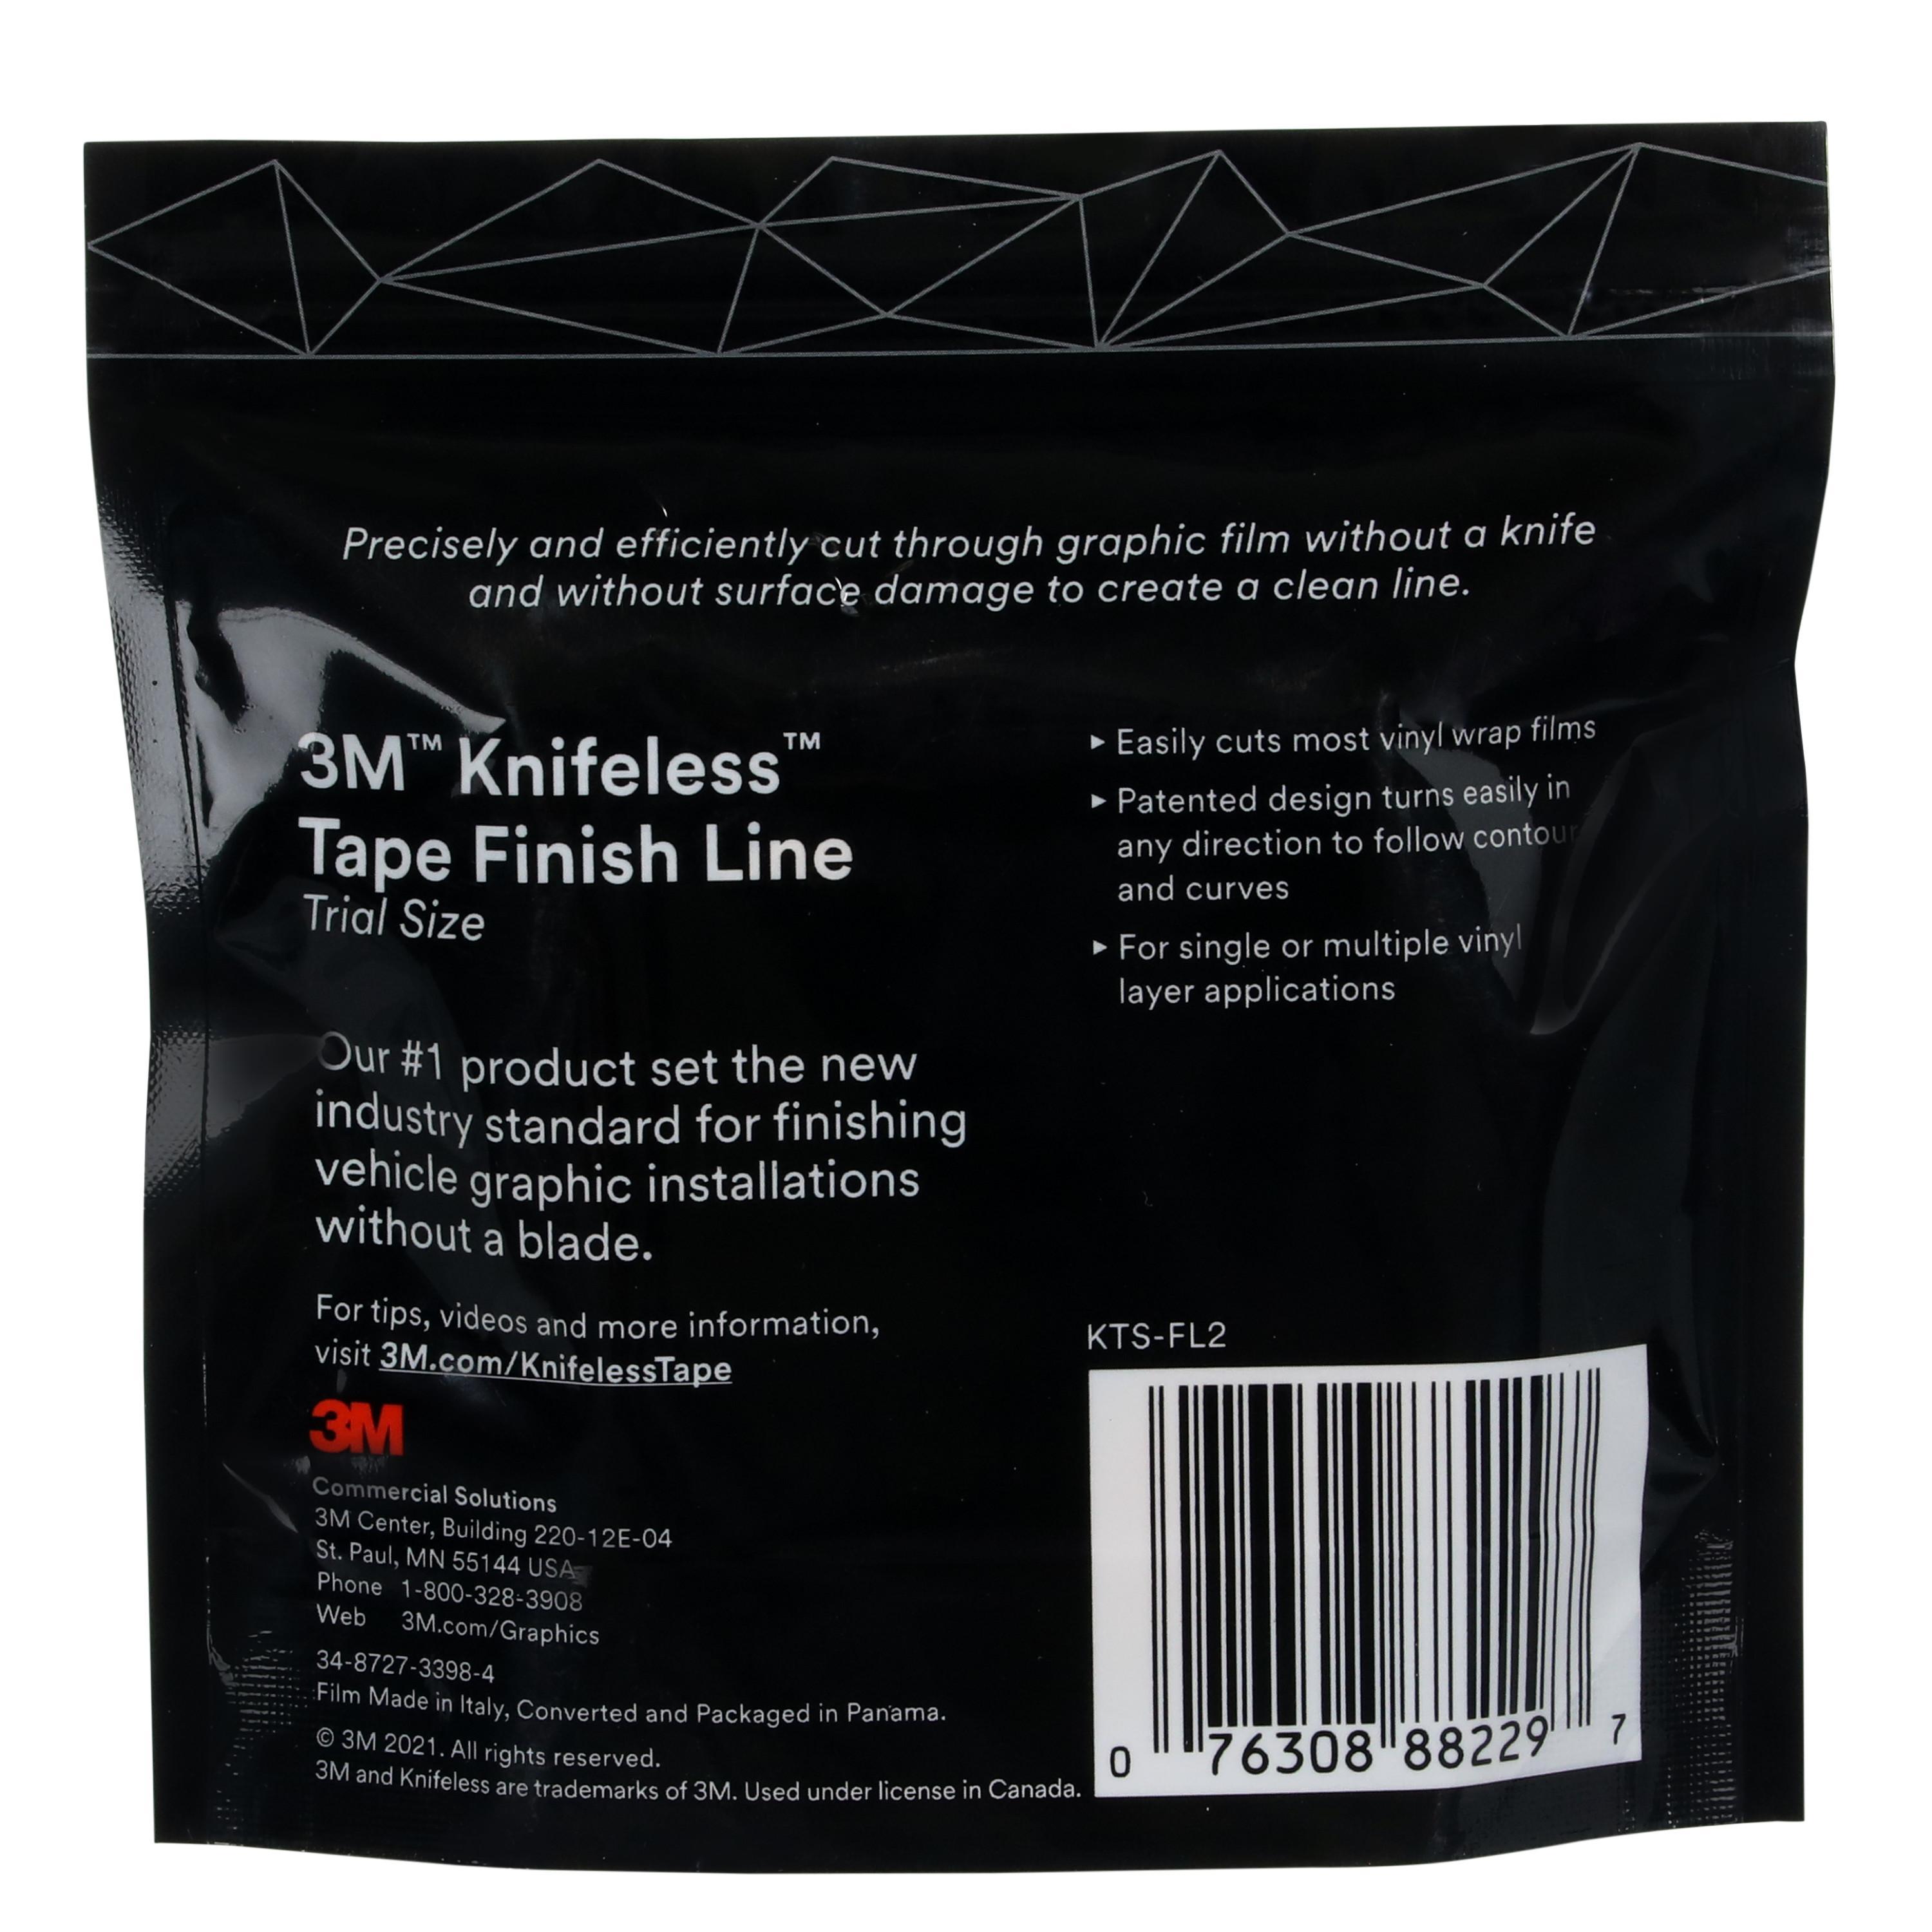 Precisely and efficiently cut through graphic film without a knife
and without surface damage to create a clean line.
3M™ Knifeless™
Tape Finish Line
Trial Size
▸ Easily cuts most vinyl wrap films
▸ Patented design turns easily in
any direction to follow contour
and curves
▸ For single or multiple vinyl
layer applications
Our #1 product set the new
industry standard for finishing
vehicle graphic installations
without a blade.
For tips, videos and more information,
visit 3M.com/KnifelessTape
3M
Commercial Solutions
3M Center, Building 220-12E-04
St. Paul, MN 55144 USA
Phone 1-800-328-3908
Web 3M.com/Graphics
34-8727-3398-4
Film Made in Italy, Converted and Packaged in Panama.
© 3M 2021. All rights reserved.
3M and Knifeless are trademarks of 3M. Used under license in Canada.
KTS-FL2
0 76308 88229 7